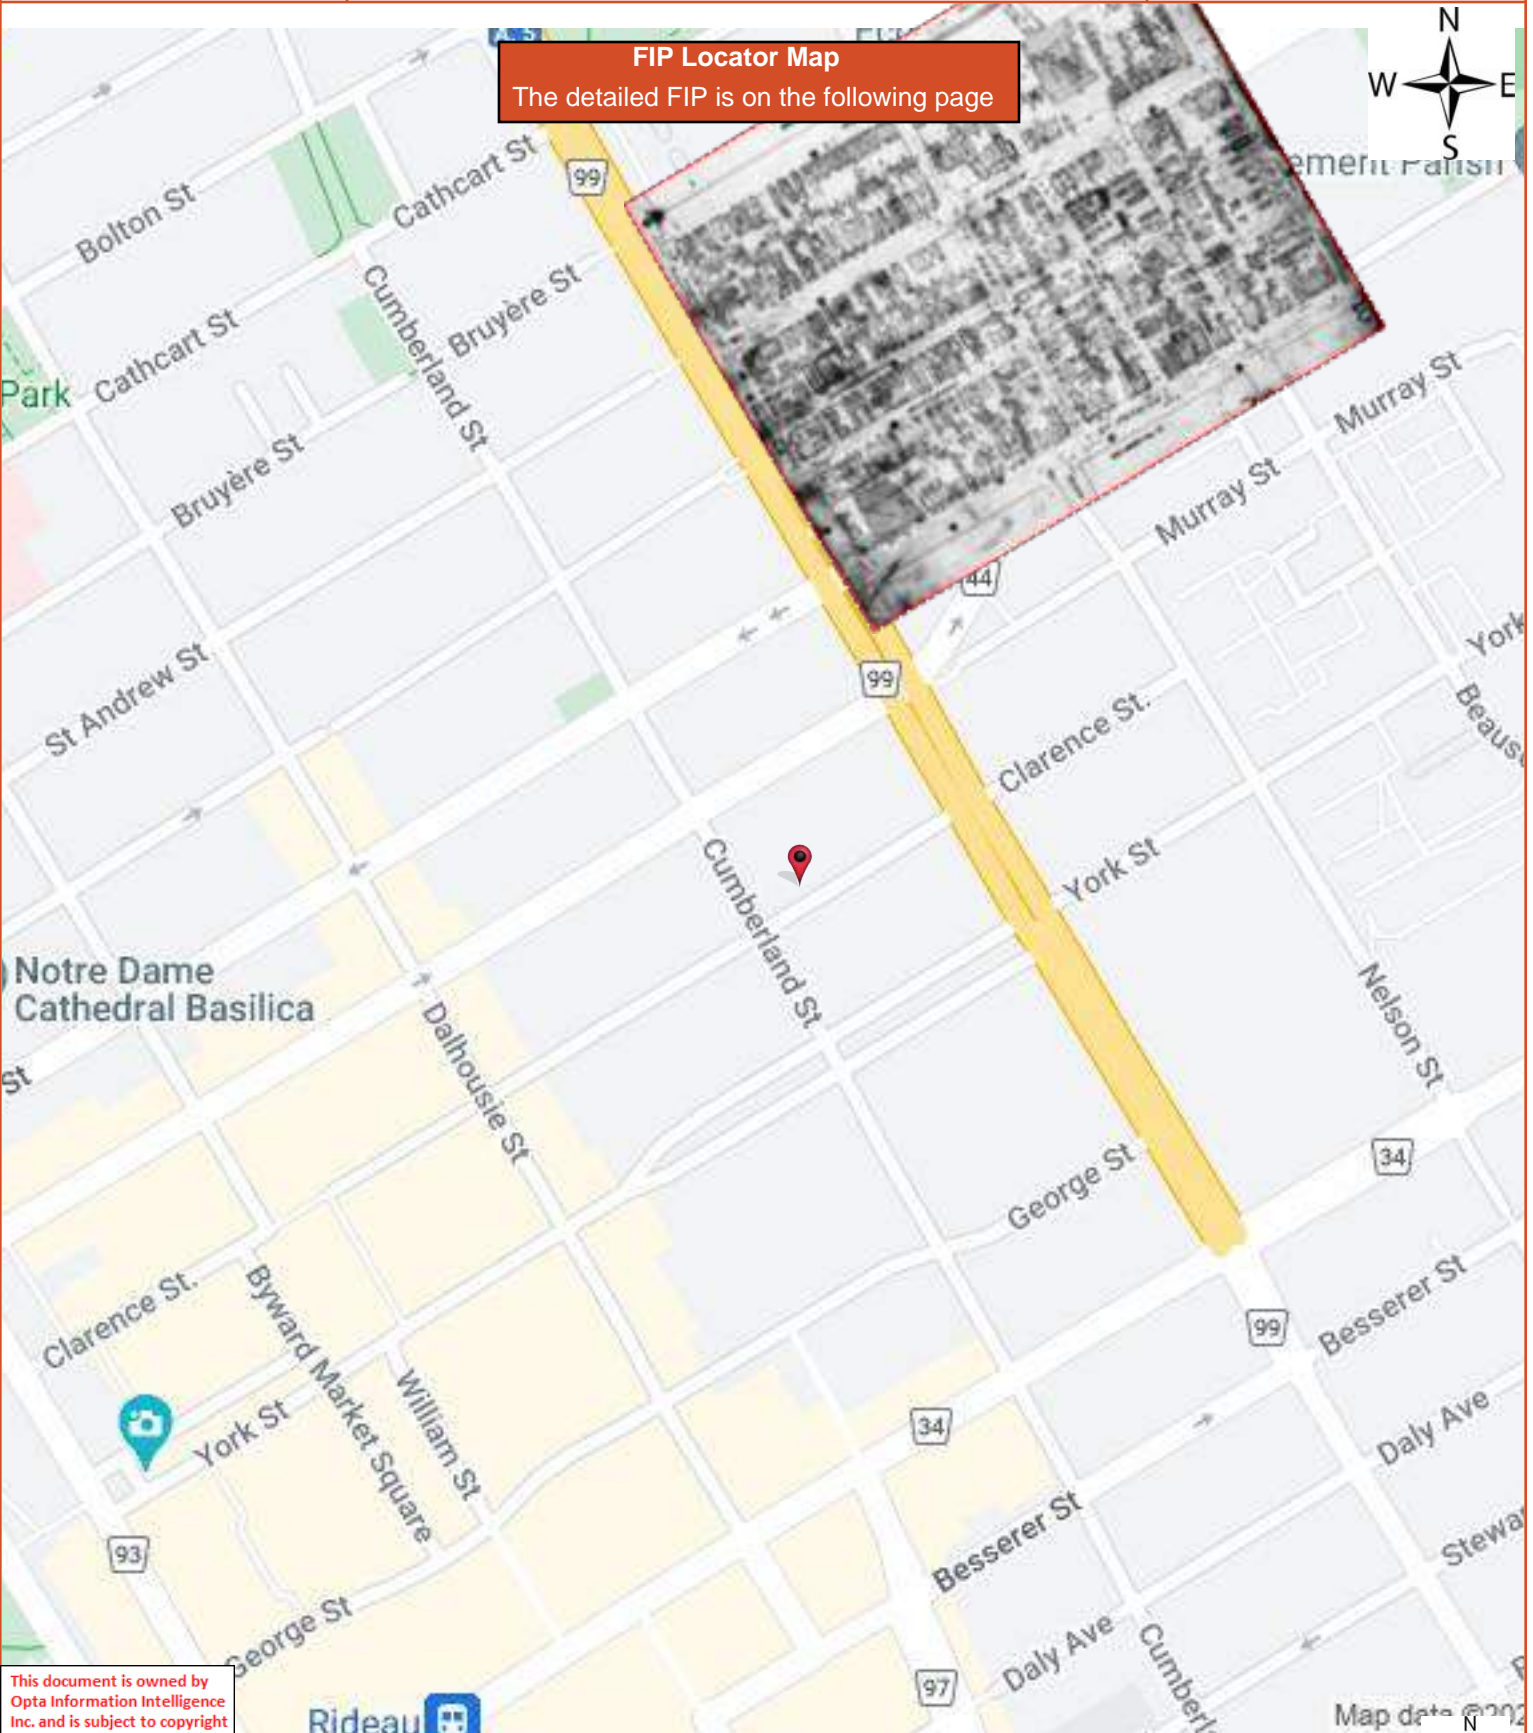 N
W E
S
FIP Locator Map
The detailed FIP is on the following page
99
Cathcart St
Bolton St
Cumberland St
Bruyère St
Cathcart St
Park
Bruyère St
Murray St
Murray St
44
St Andrew St
99
York
Beaus
Clarence St.
York St
Cumberland St
Notre Dame
Cathedral Basilica
St
Dalhousie St
Nelson St
34
George St
Clarence St.
Byward Market Square
William St
York St
99
Besserer St
34
Daly Ave
93
Besserer St
George St
Daly Ave
97
Rideau
Map data
N
This document is owned by
Opta Information Intelligence
Inc. and is subject to copyright